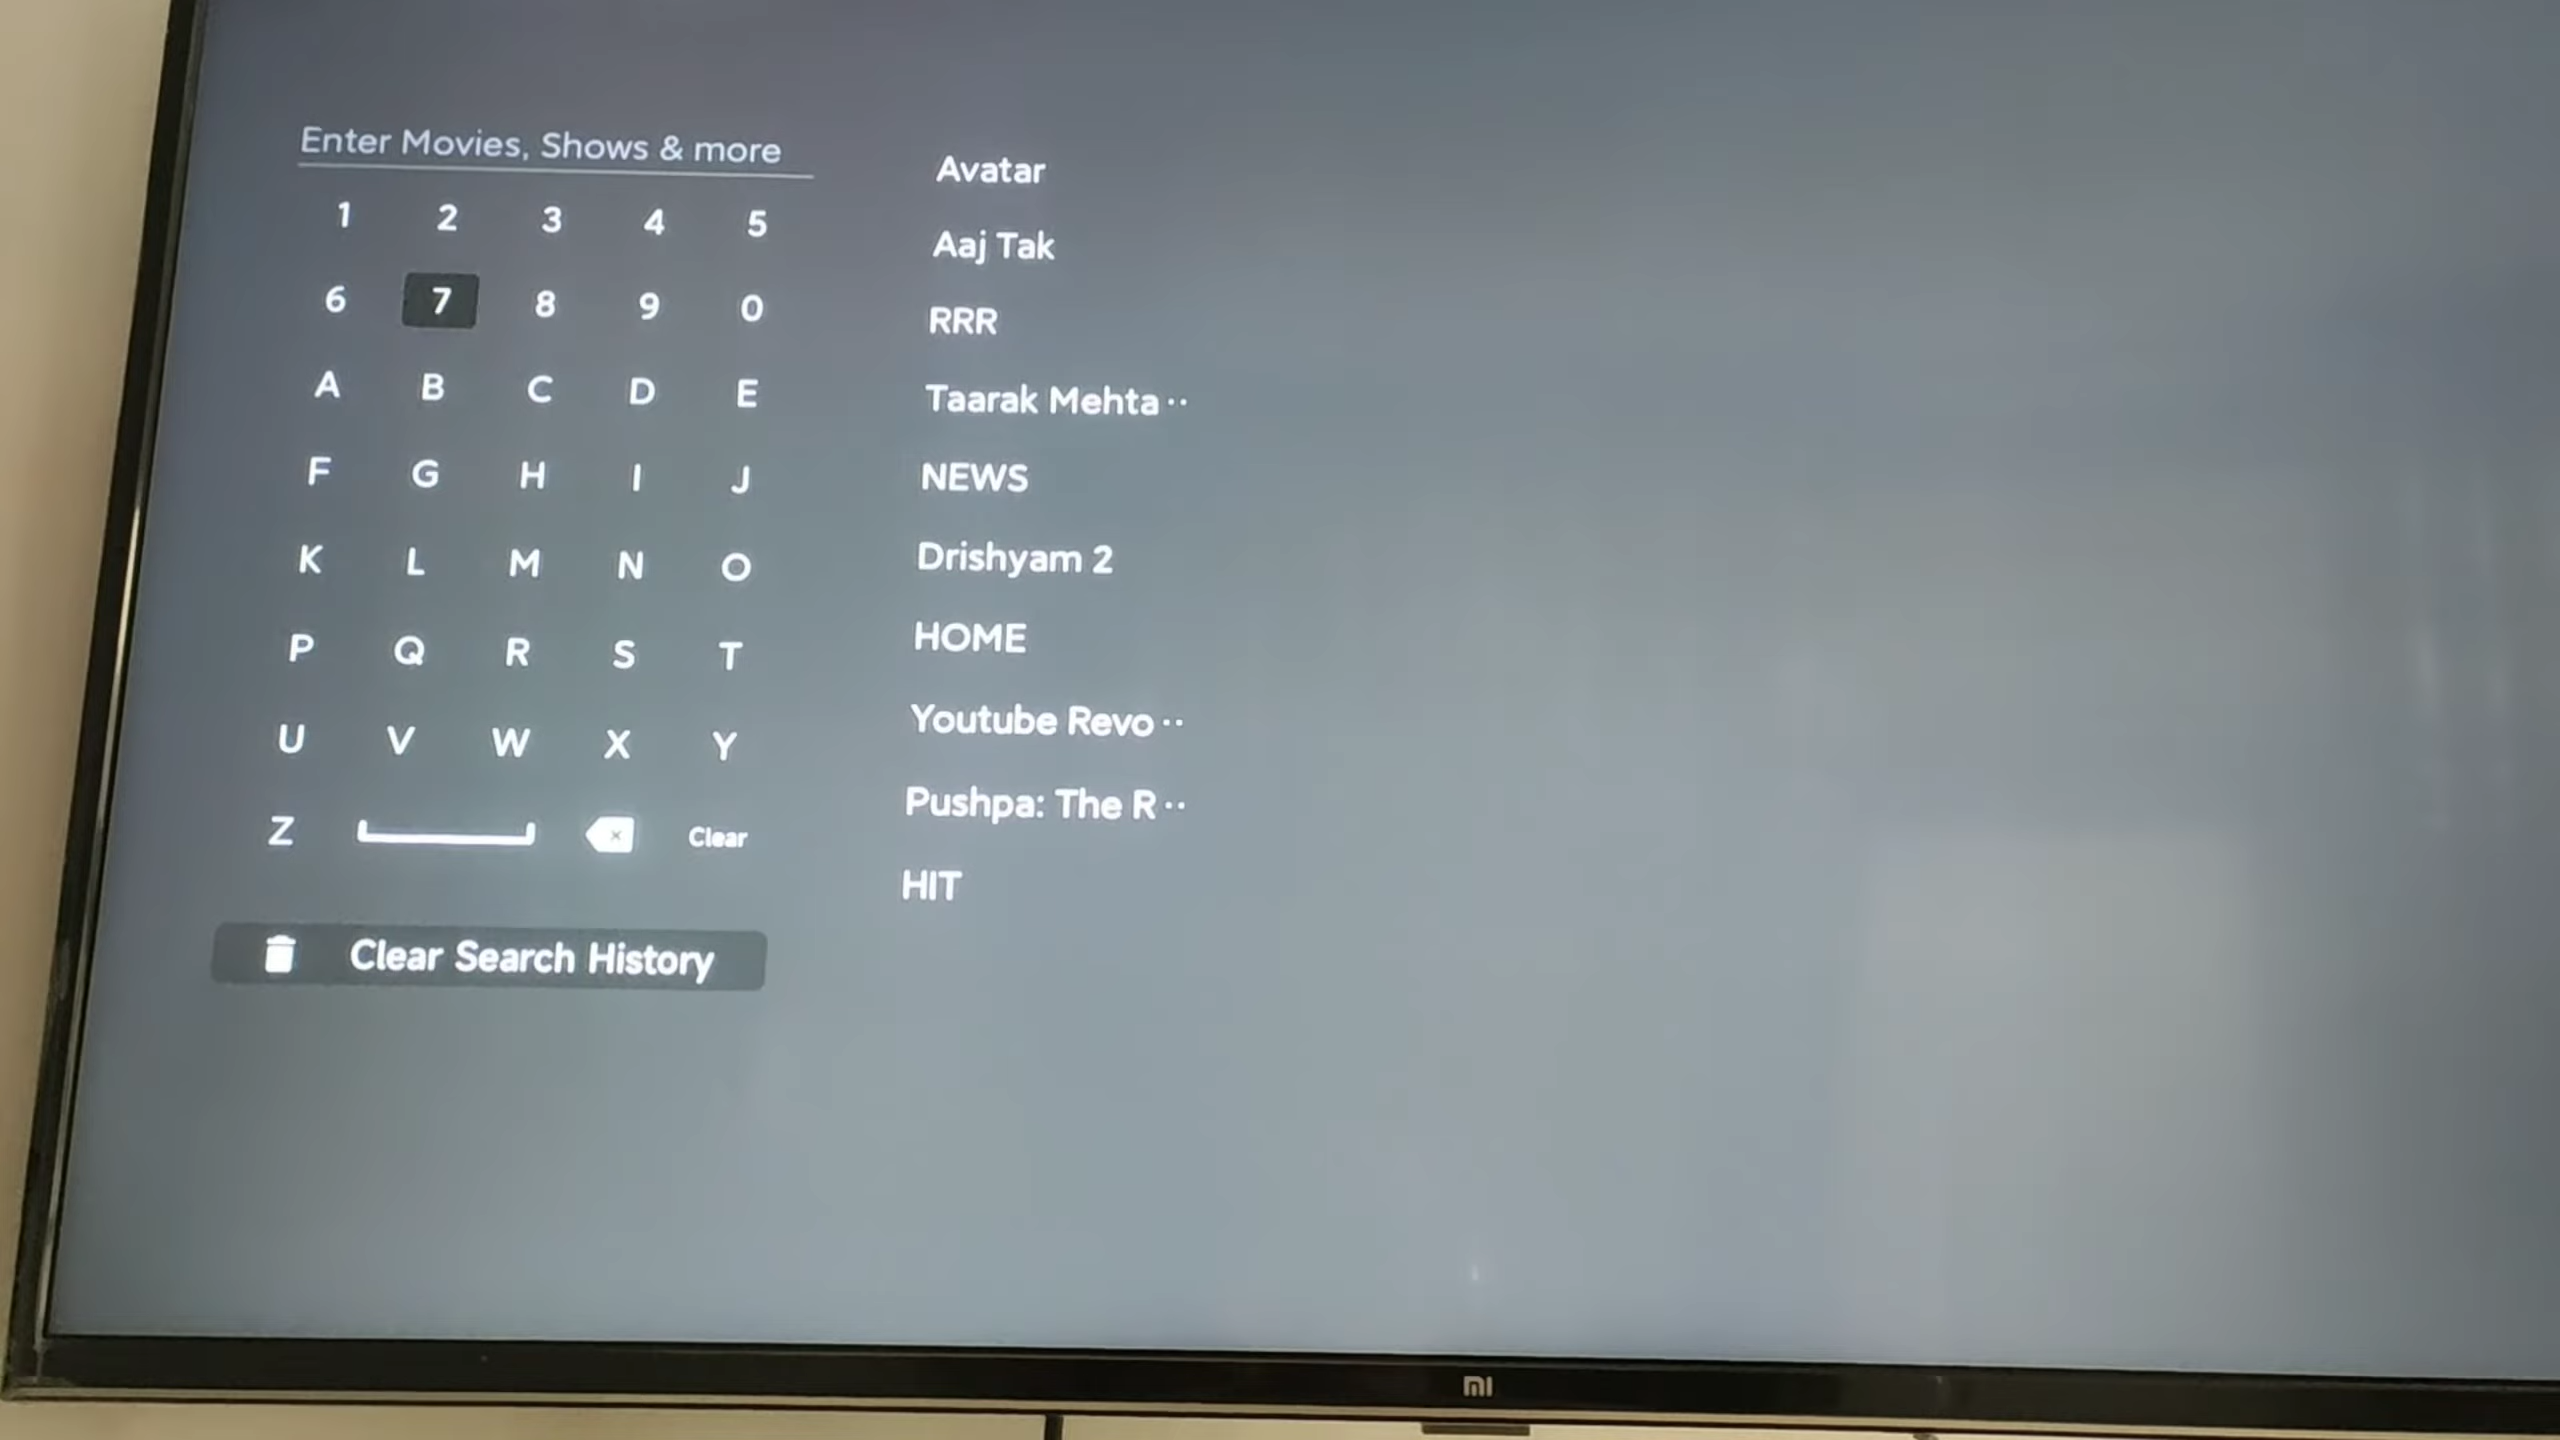 Enter Movies, Shows & more
1 2 3 4 5
6 7 8 9 0
A B C D E
F G H I J
K L M N O
P Q R S T
U V W X Y
Z Clear
Clear Search History
Avatar
Aaj Tak
RRR
Taarak Mehta ··
NEWS
Drishyam 2
HOME
Youtube Revo ··
Pushpa: The R ··
HIT
mi